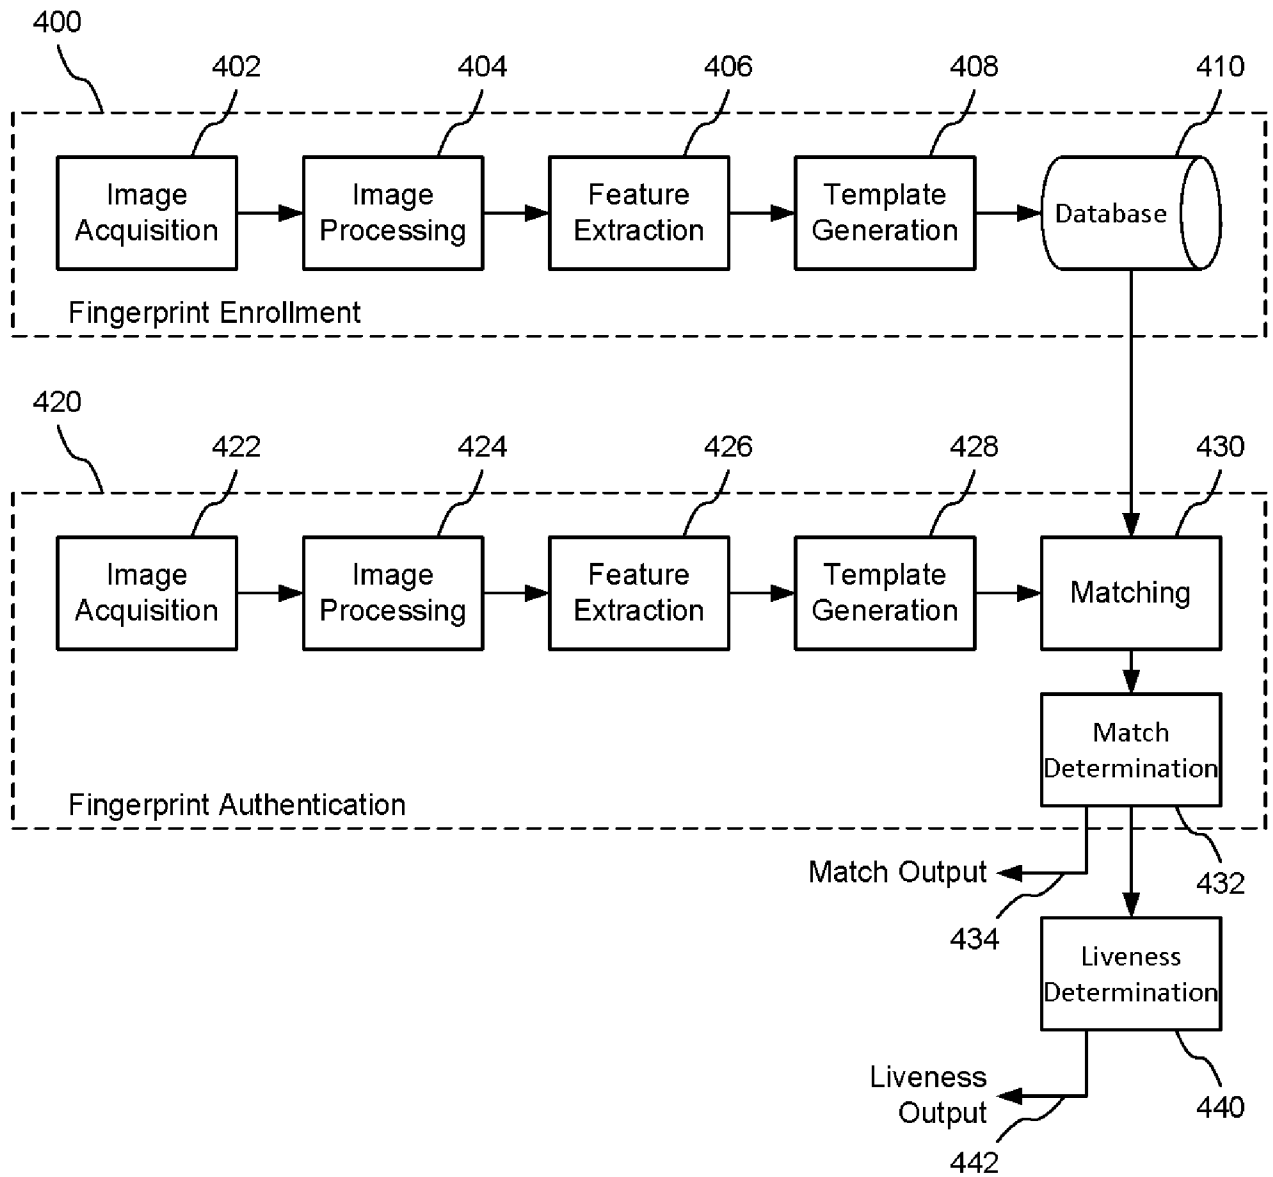 400
402
404
406
408
410
Image
Acquisition
Image
Processing
Feature
Extraction
Template
Generation
Database
Fingerprint Enrollment
420
422
424
426
428
430
Image
Acquisition
Image
Processing
Feature
Extraction
Template
Generation
Matching
Match
Determination
Fingerprint Authentication
Match Output
432
434
Liveness
Determination
Liveness
Output
440
442